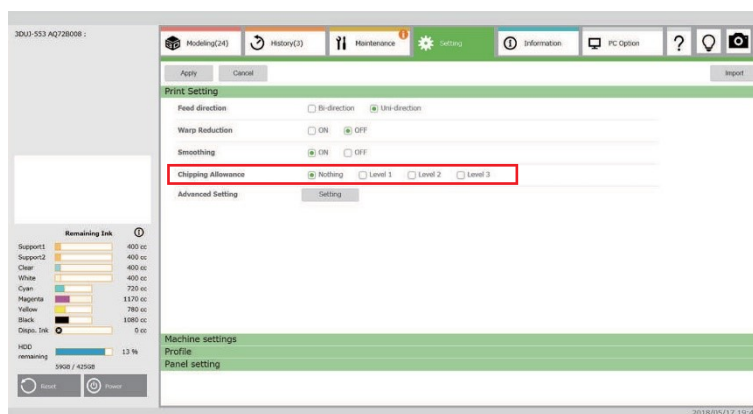 3DUJ-553 AQ728008 :
Modeling(24)
History(3)
Maintenance
Setting
Information
PC Option
Apply
Cancel
Import
Print Setting
Feed direction
Bi-direction
Uni-direction
Warp Reduction
ON
OFF
Smoothing
ON
OFF
Chipping Allowance
Nothing
Level 1
Level 2
Level 3
Advanced Setting
Setting
Remaining Ink
Support1 400 cc
Support2 400 cc
Clear 400 cc
White 400 cc
Cyan 720 cc
Magenta 1170 cc
Yellow 780 cc
Black 1080 cc
Dispo. Ink 0 cc
HDD
remaining
13 %
59GB / 425GB
Reset
Power
Machine settings
Profile
Panel setting